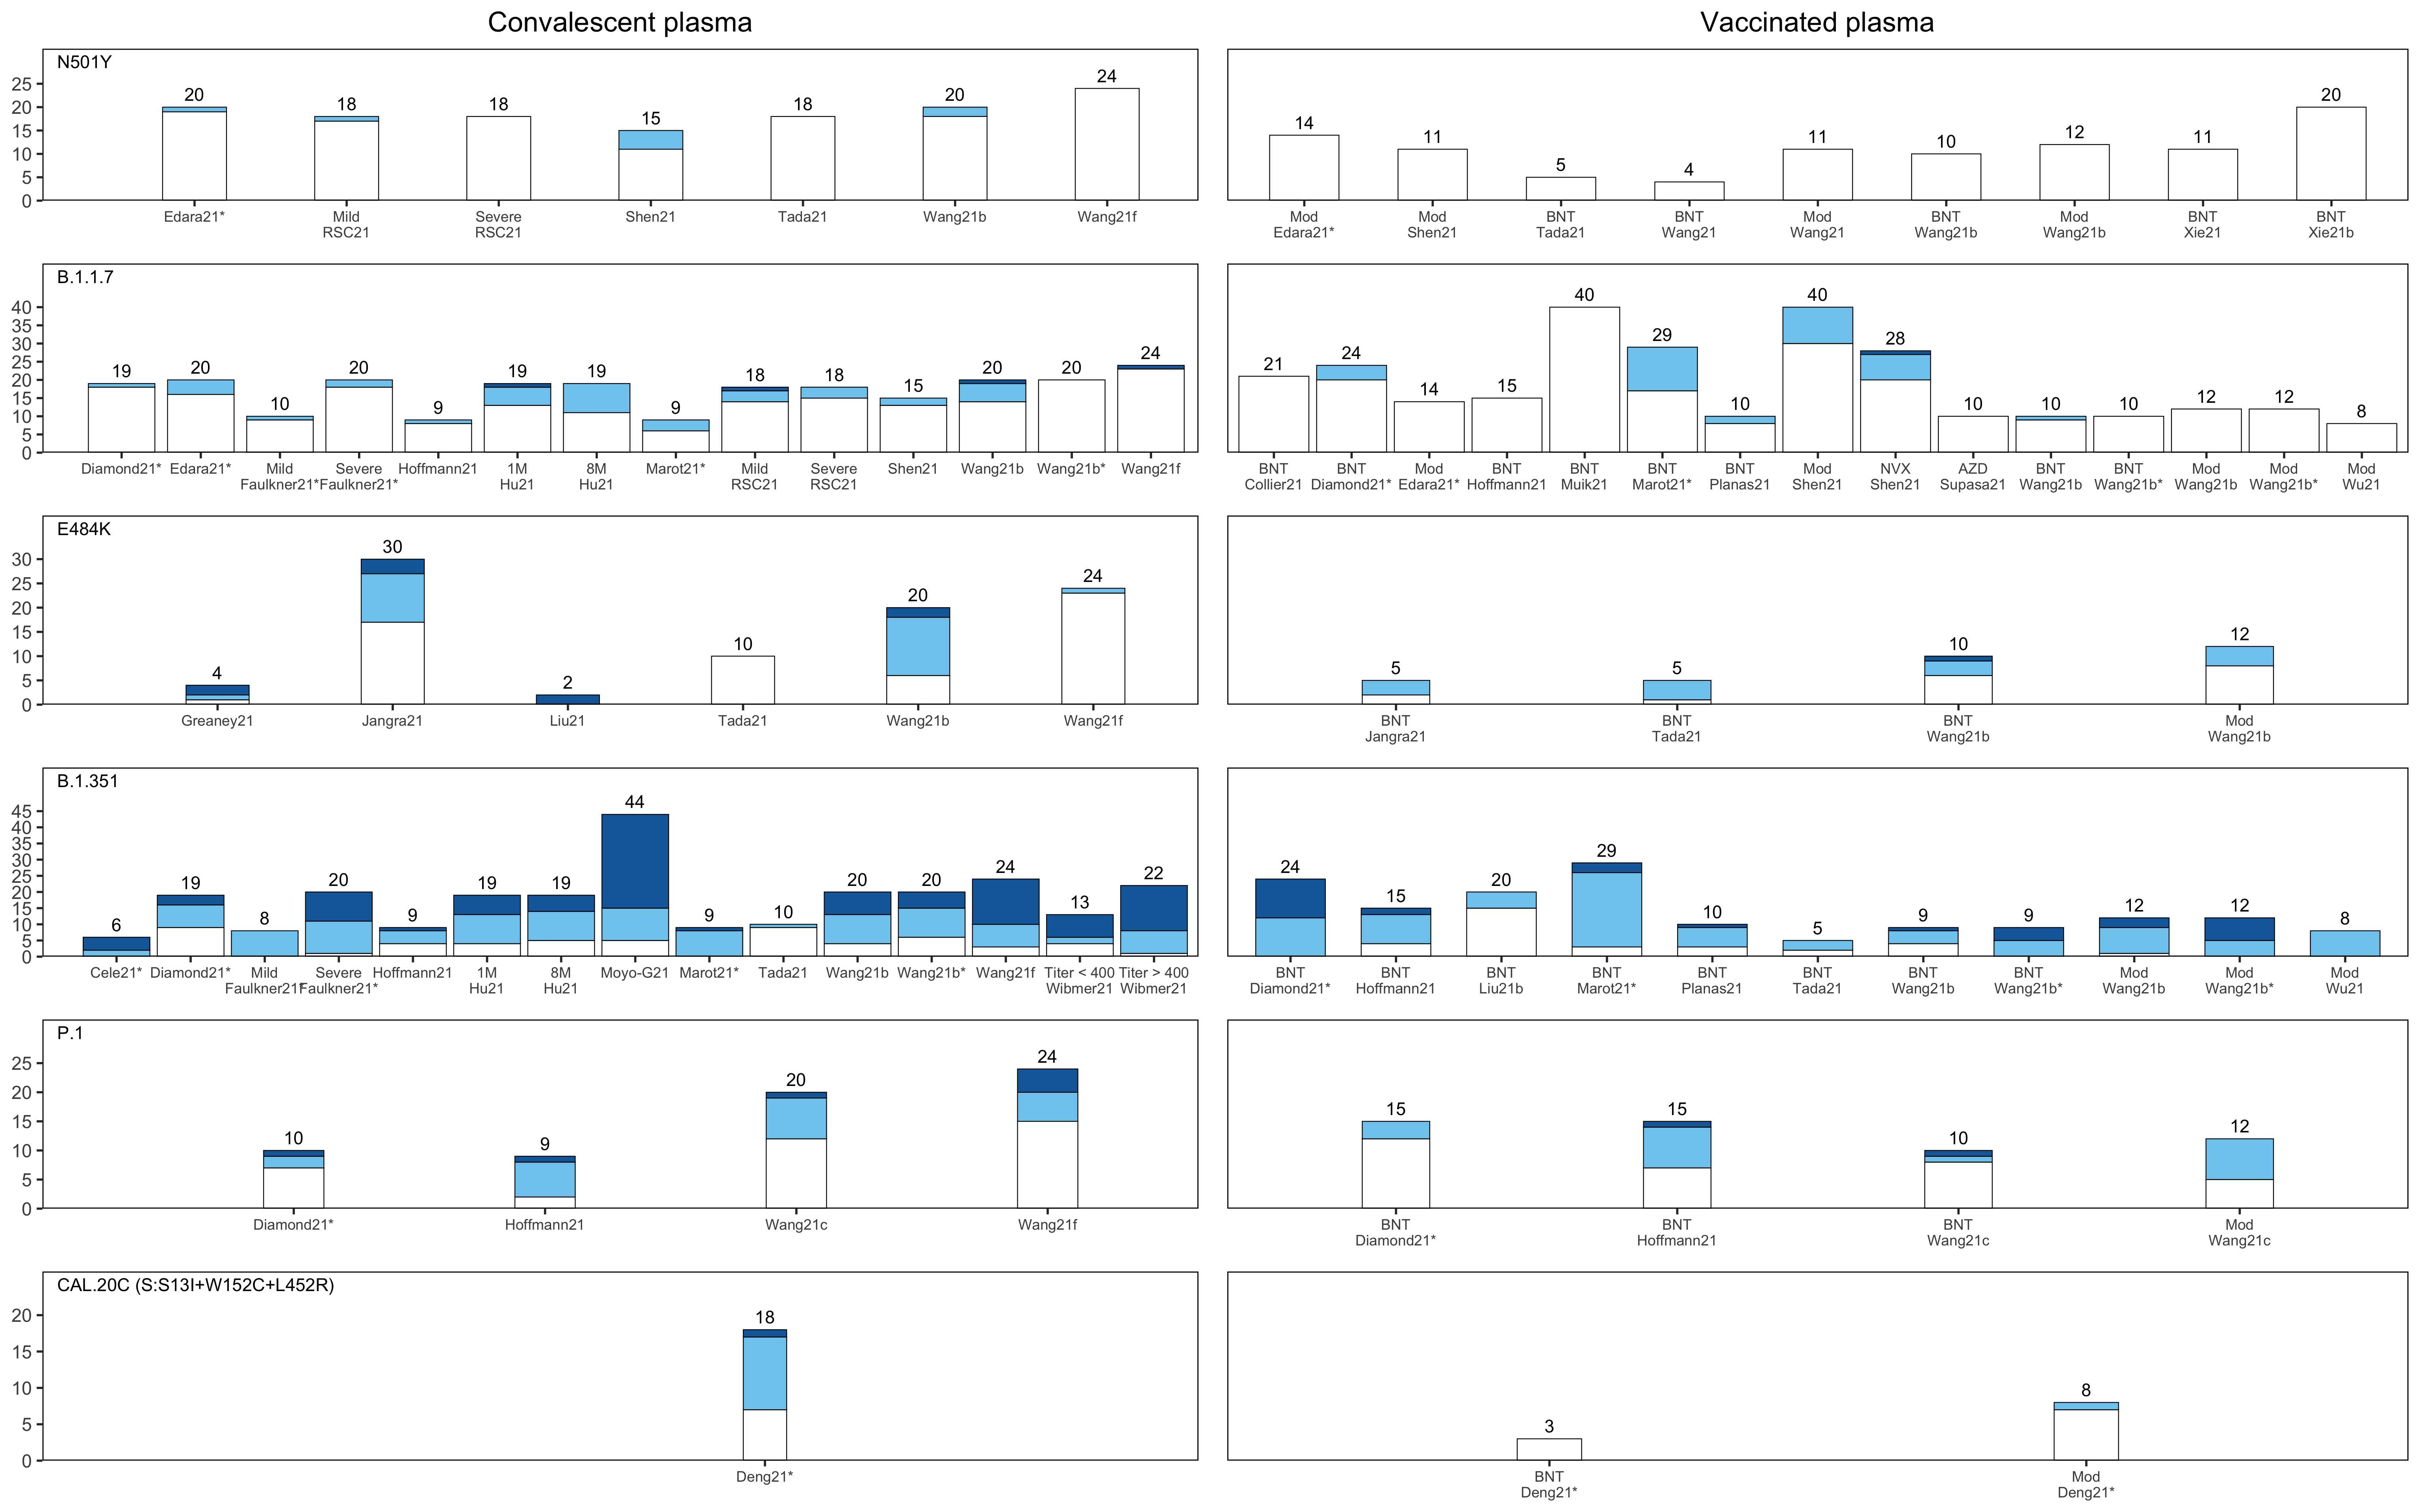 Convalescent plasma
Vaccinated plasma
N501Y
25
20
15
10
5
0
20 18 18 15 18 20 24
Edara21* Mild Severe Shen21 Tada21 Wang21b Wang21f
RSC21 RSC21
14 11 5 4 11 10 12 11 20
Mod Mod BNT BNT Mod BNT Mod BNT BNT
Edara21* Shen21 Tada21 Wang21 Wang21 Wang21b Wang21b Xie21 Xie21b
B.1.1.7
40
35
30
25
20
15
10
5
0
19 20 10 20 9 19 19 9 18 18 15 20 20 24
Diamond21* Edara21* Mild Severe Hoffmann21 1M 8M Marot21* Mild Severe Shen21 Wang21b Wang21b* Wang21f
Faulkner21* Faulkner21* Hu21 Hu21 RSC21 RSC21
21 24 14 15 40 29 10 40 28 10 10 10 12 12 8
BNT BNT Mod BNT BNT BNT BNT Mod NVX AZD BNT BNT Mod Mod Mod
Collier21 Diamond21* Edara21* Hoffmann21 Muik21 Marot21* Planas21 Shen21 Shen21 Supasa21 Wang21b Wang21b* Wang21b Wang21b* Wu21
E484K
30
25
20
15
10
5
0
4 30 2 10 20 24
Greaney21 Jangra21 Liu21 Tada21 Wang21b Wang21f
5 5 10 12
BNT BNT BNT Mod
Jangra21 Tada21 Wang21b Wang21b
B.1.351
45
40
35
30
25
20
15
10
5
0
6 19 8 20 9 19 19 44 9 10 20 20 24 13 22
Cele21* Diamond21* Mild Severe Hoffmann21 1M 8M Moyo-G21 Marot21* Tada21 Wang21b Wang21b* Wang21f Titer < 400 Titer > 400
Faulkner21* Faulkner21* Hu21 Hu21 Wibmer21 Wibmer21
24 15 20 29 10 5 9 9 12 12 8
BNT BNT BNT BNT BNT BNT BNT BNT Mod Mod Mod
Diamond21* Hoffmann21 Liu21b Marot21* Planas21 Tada21 Wang21b Wang21b* Wang21b Wang21b* Wu21
P.1
25
20
15
10
5
0
10 9 20 24
Diamond21* Hoffmann21 Wang21c Wang21f
15 15 10 12
BNT BNT BNT Mod
Diamond21* Hoffmann21 Wang21c Wang21c
CAL.20C (S:S13I+W152C+L452R)
20
15
10
5
0
18
Deng21*
3 8
BNT Mod
Deng21* Deng21*